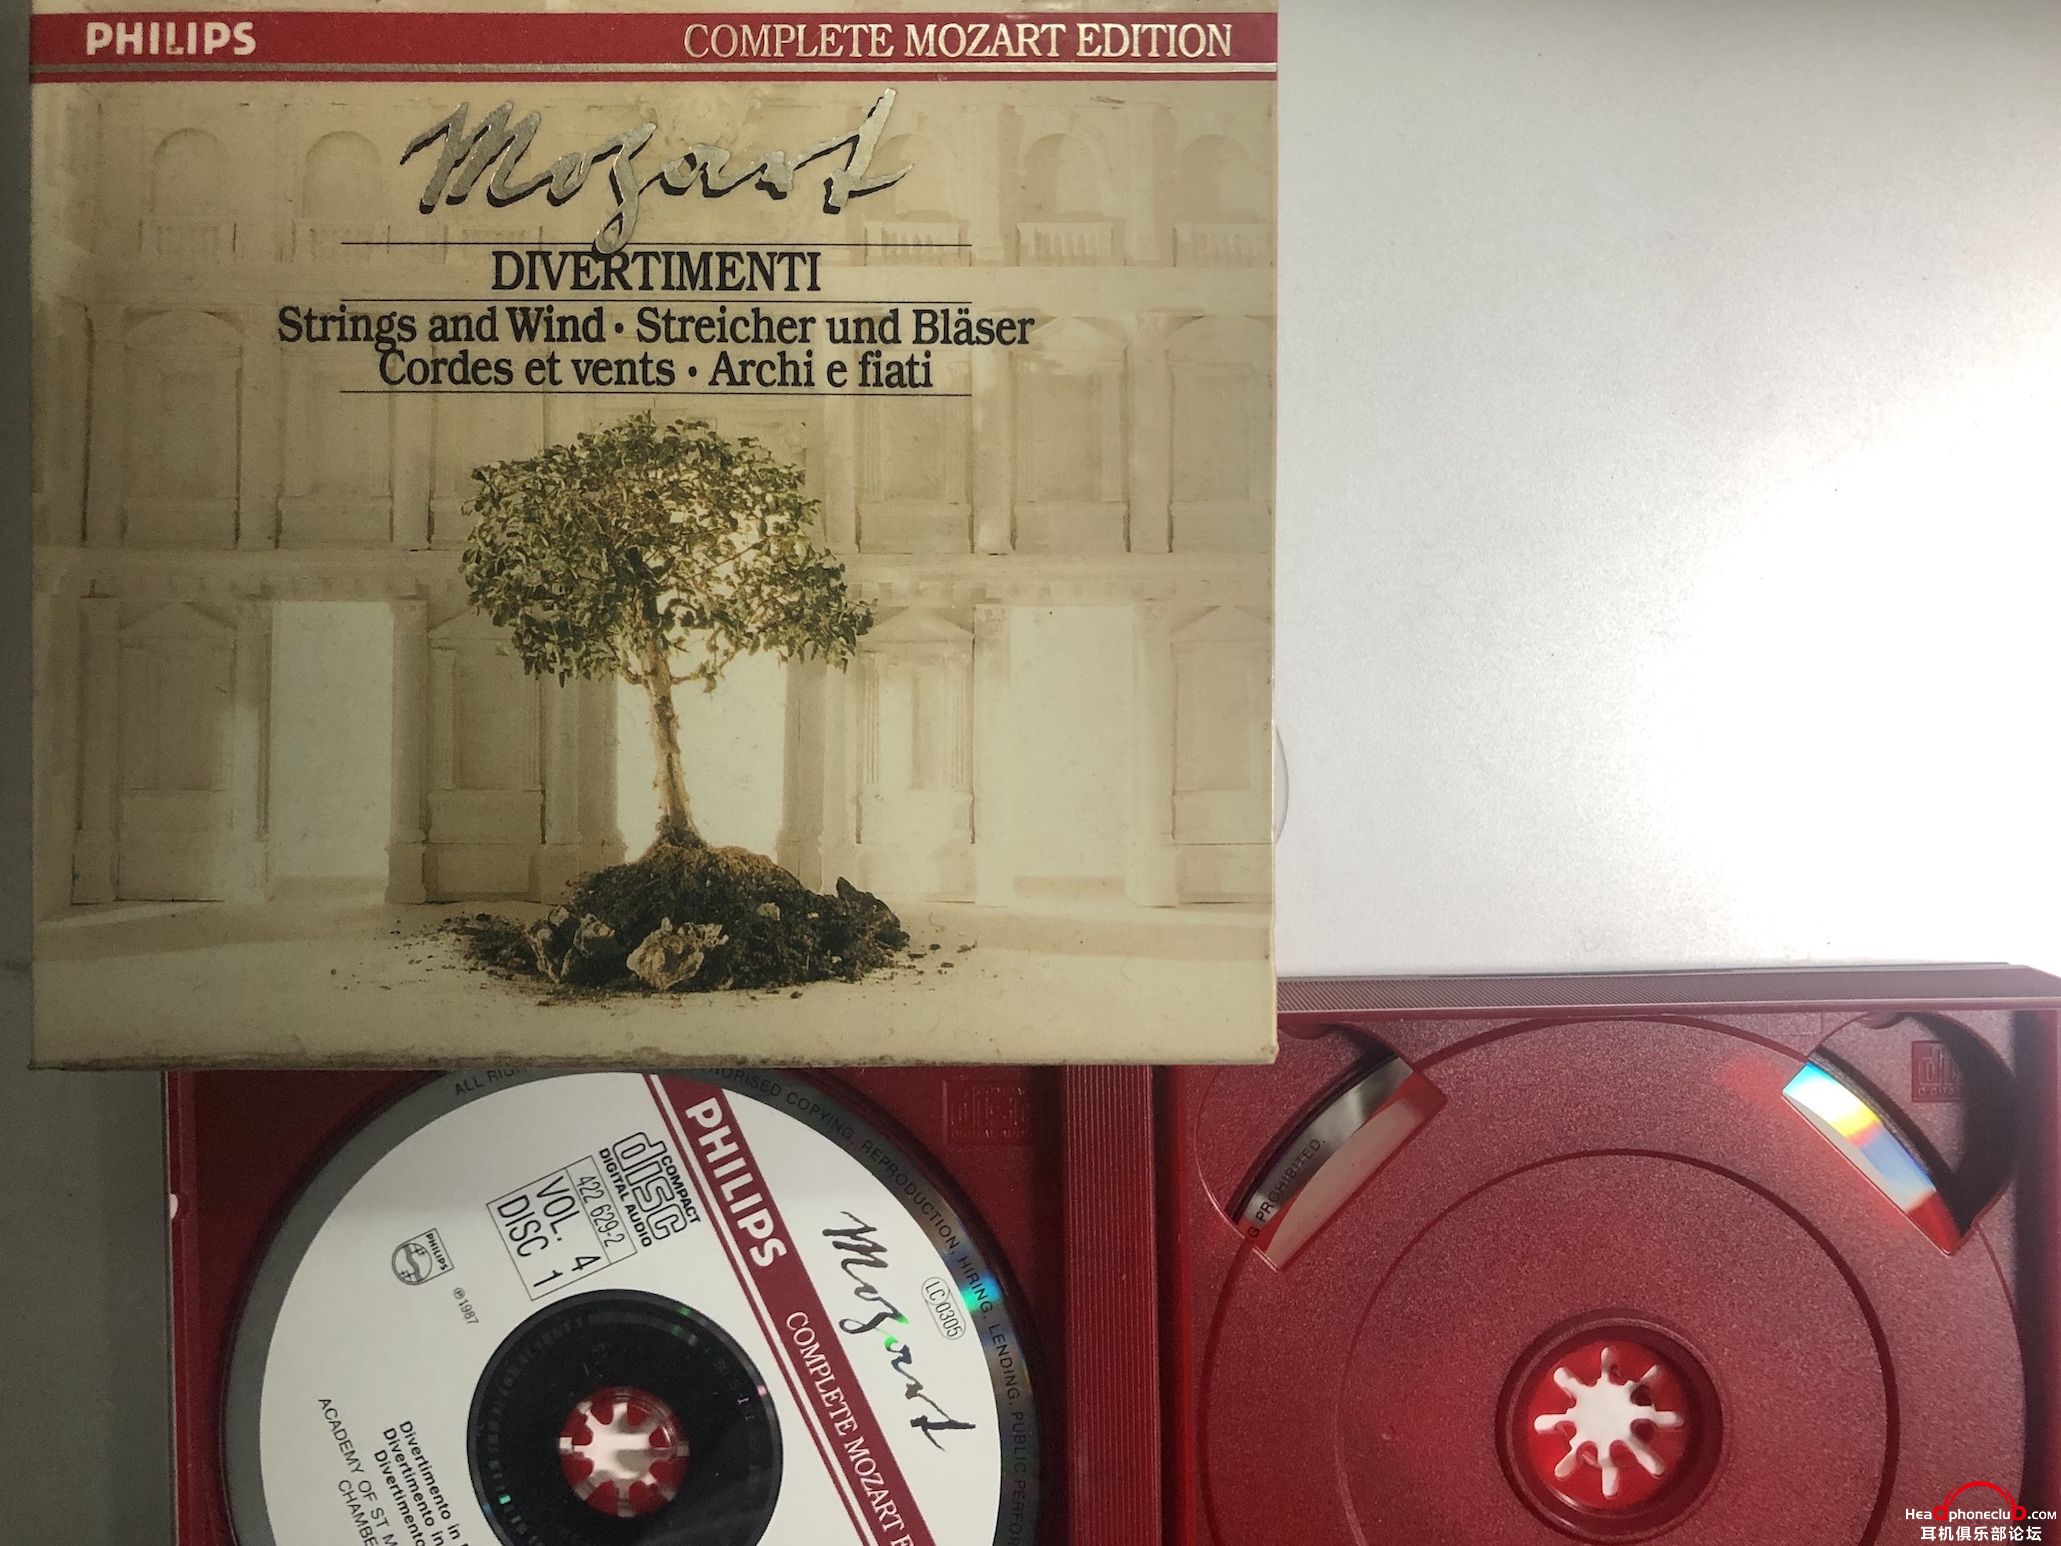 PHILIPS
COMPLETE MOZART EDITION
Mozart
DIVERTIMENTI
Strings and Wind · Streicher und Bläser
Cordes et vents · Archi e fiati
ALL
AUTHORISED COPYING, REPRODUCTION, HIRING, LENDING, PUBLIC PERFOR
PHILIPS
COMPLETE MOZART E
Mozart
LC 0305
COMPACT
disc
DIGITAL AUDIO
422 629-2
VOL. 4
DISC 1
PHILIPS
℗1987
Divertimento in
Divertimento in
Divertimento
Divertimento
ACADEMY OF ST M
CHAMBE
G PROHIBITED.
HeadphonecluD.com
耳机俱乐部论坛